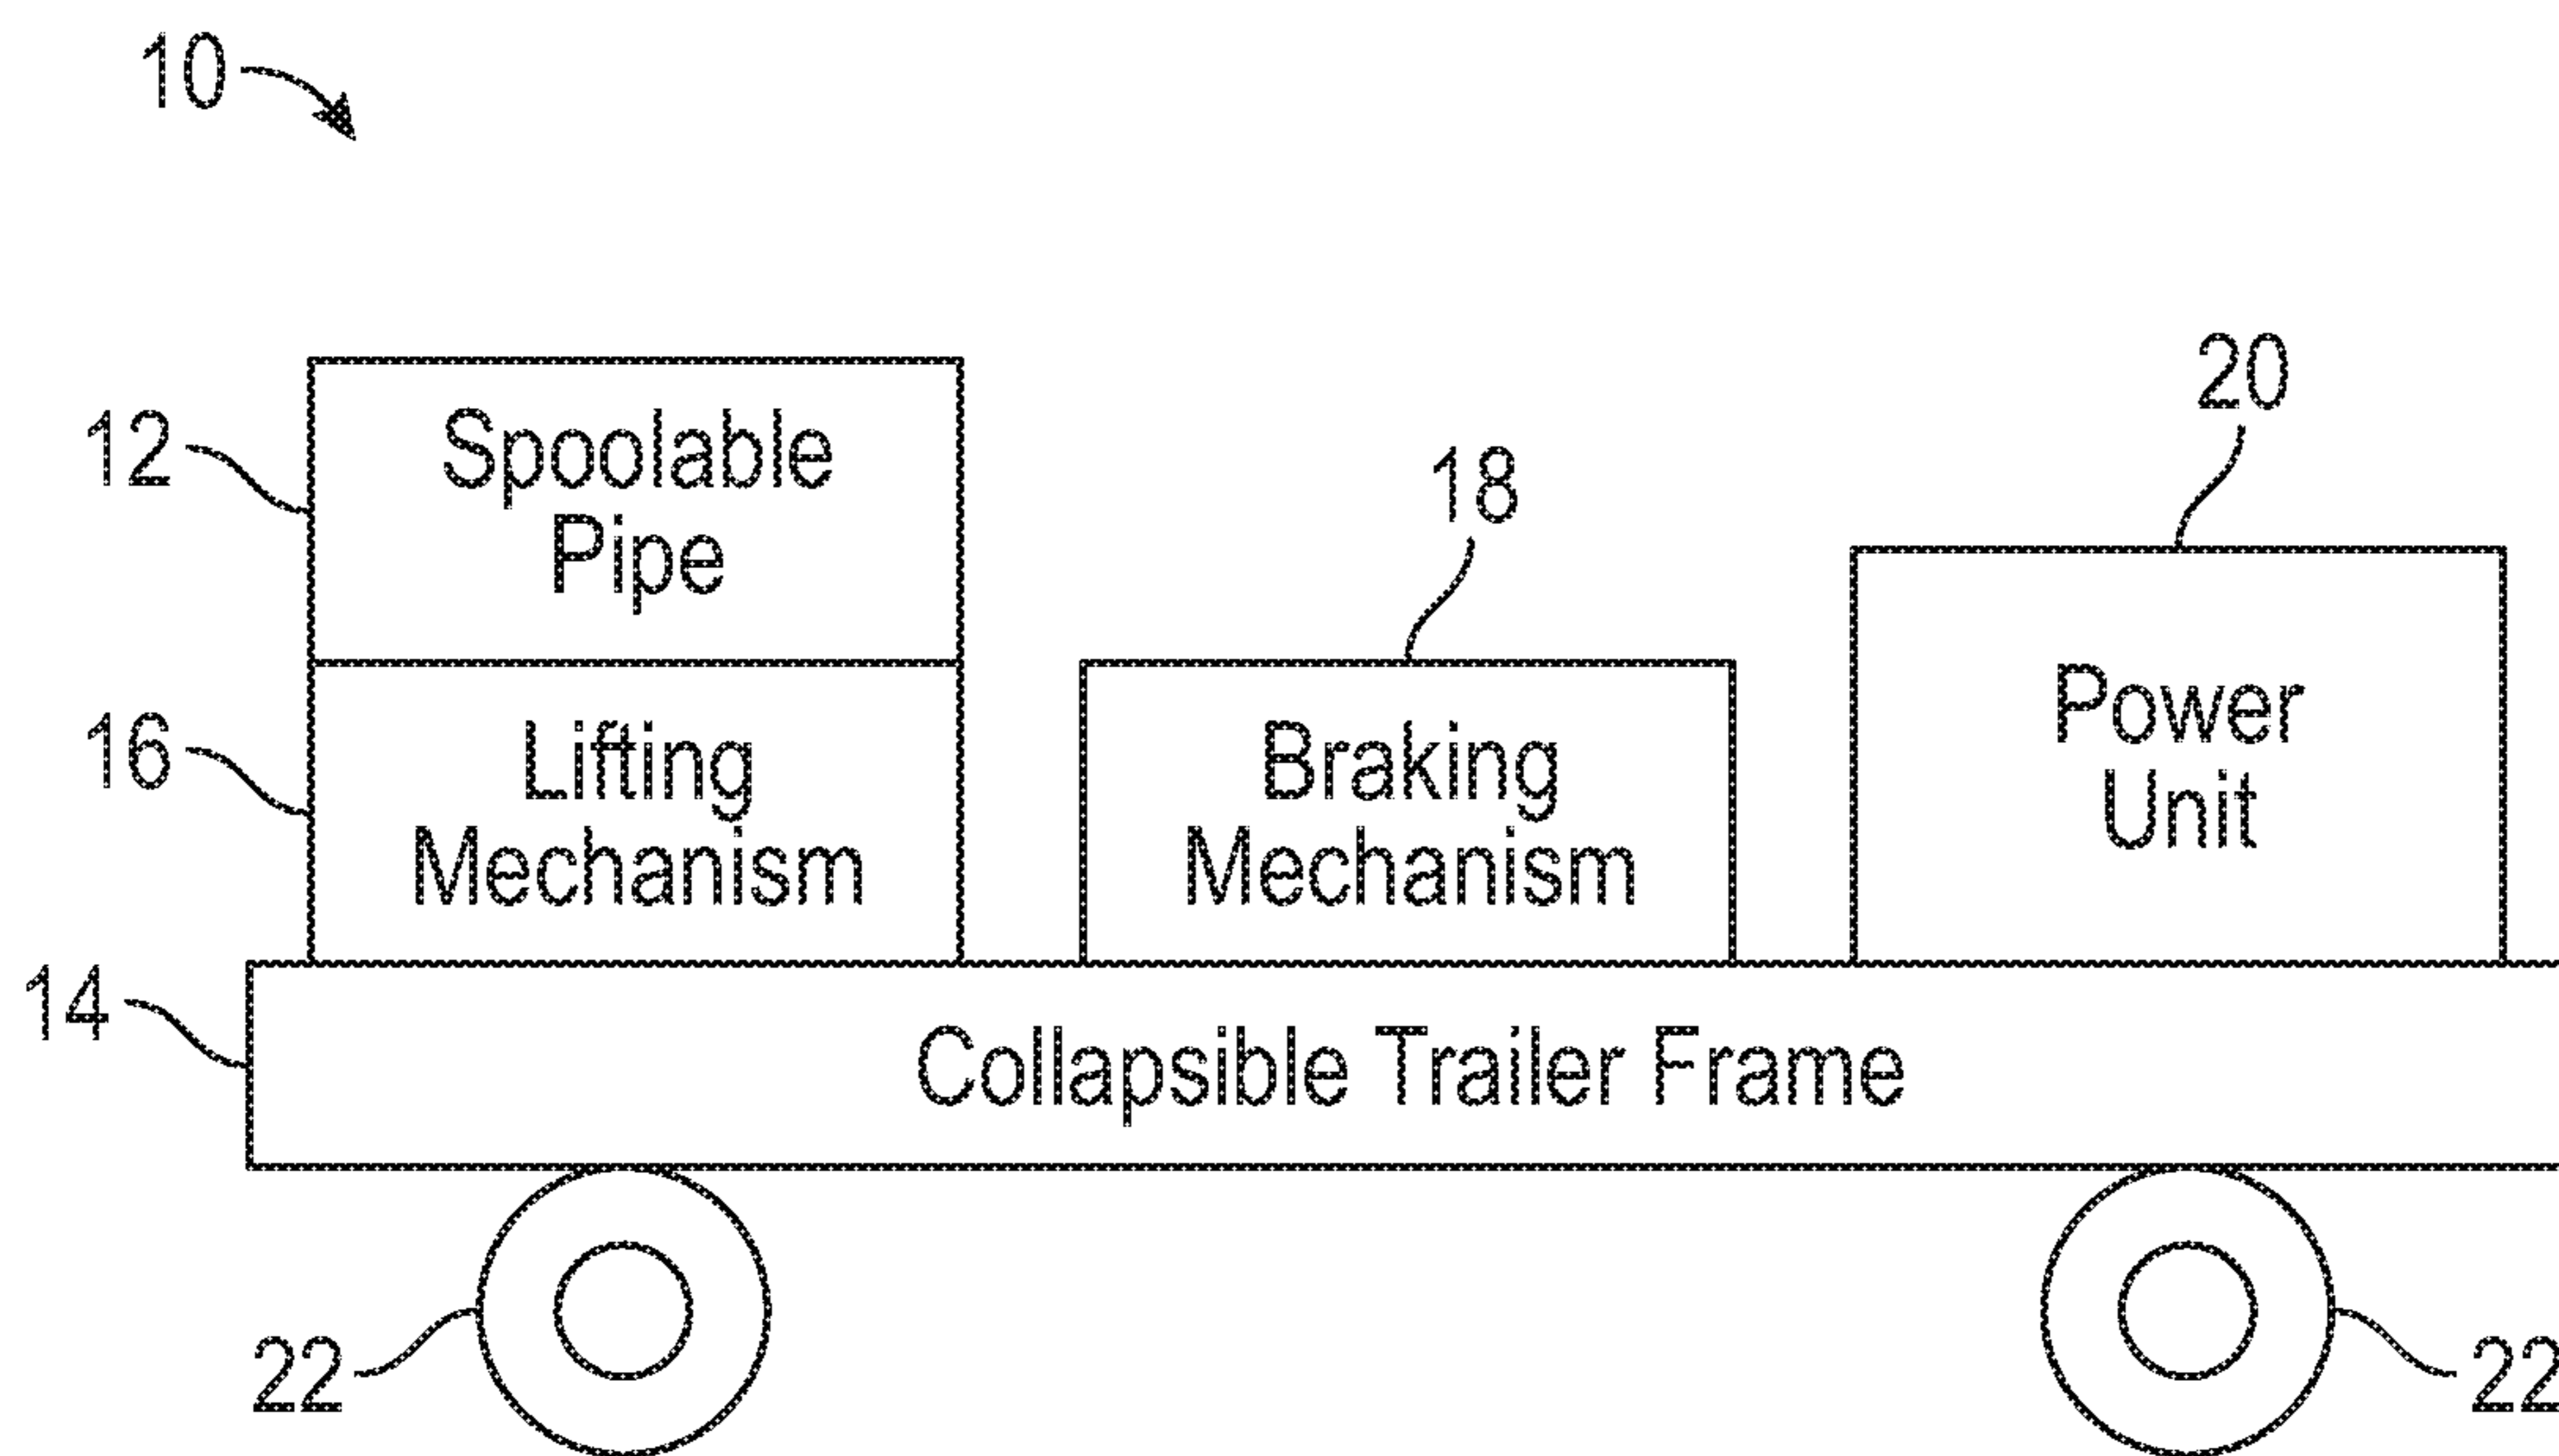 10
12
Spoolable
Pipe
20
18
16
Lifting
Mechanism
Braking
Mechanism
Power
Unit
14
Collapsible Trailer Frame
22
22